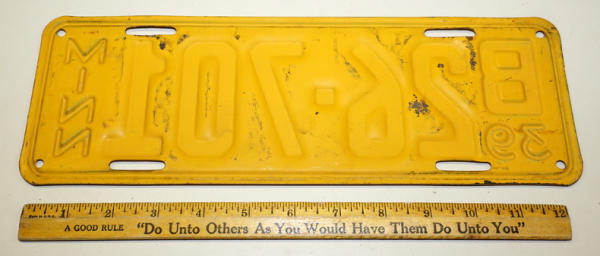 B
39
26·701
MINN
1 2 3 4 5 6 7 8 9 10 11 12
A GOOD RULE "Do Unto Others As You Would Have Them Do Unto You"